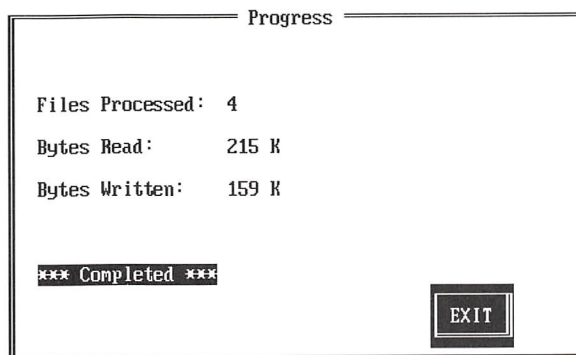 Progress
Files Processed: 4
Bytes Read: 215 K
Bytes Written: 159 K
*** Completed ***
EXIT